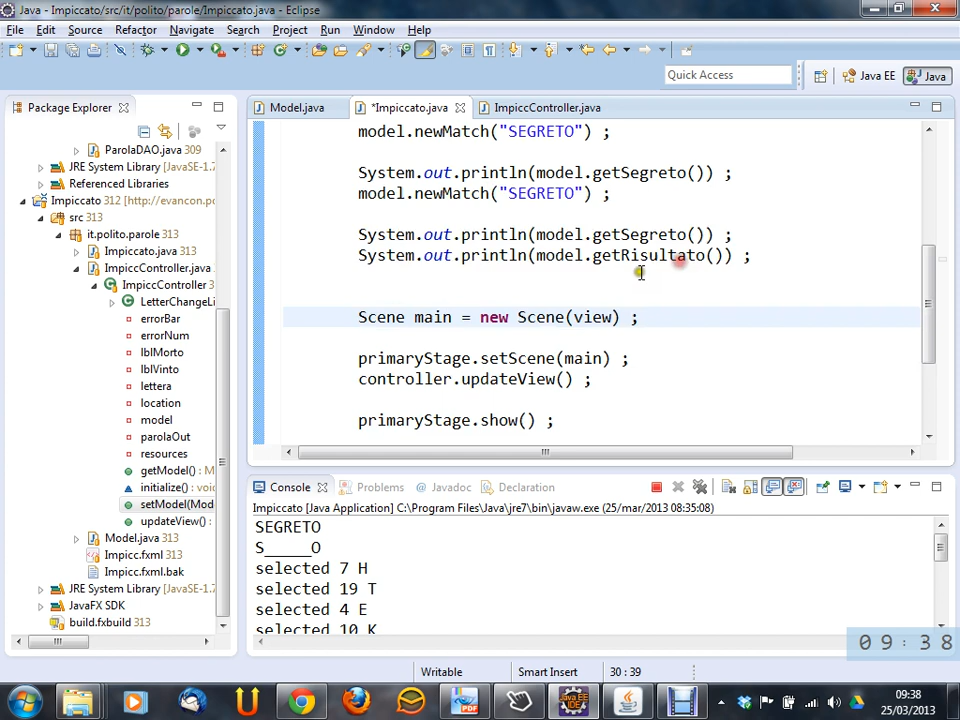 Java - Impiccato/src/it/polito/parole/Impiccato.java - Eclipse
File Edit Source Refactor Navigate Search Project Run Window Help
Quick Access
Java EE
Java
Package Explorer
Model.java
*Impiccato.java
ImpiccController.java
ParolaDAO.java 309
JRE System Library
Referenced Libraries
Impiccato 312 [http://evancon.po
src 313
it.polito.parole 313
Impiccato.java 313
ImpiccController.java
ImpiccController
LetterChangeLi
errorBar
errorNum
lblMorto
lblVinto
lettera
location
model
parolaOut
resources
getModel() : M
initialize() : void
setModel(Mod
updateView() :
Model.java 313
Impicc.fxml 313
Impicc.fxml.bak
JRE System Library [JavaSE-1.7
JavaFX SDK
build.fxbuild 313
model.newMatch("SEGRETO") ;
System.out.println(model.getSegreto()) ;
model.newMatch("SEGRETO") ;
System.out.println(model.getSegreto()) ;
System.out.println(model.getRisultato()) ;
Scene main = new Scene(view) ;
primaryStage.setScene(main) ;
controller.updateView() ;
primaryStage.show() ;
Console
Problems
Javadoc
Declaration
Impiccato [Java Application] C:\Program Files\Java\jre7\bin\javaw.exe (25/mar/2013 08:35:08)
SEGRETO
S_____O
selected 7 H
selected 19 T
selected 4 E
selected 10 K
09:38
Writable
Smart Insert
30 : 39
09:38
25/03/2013